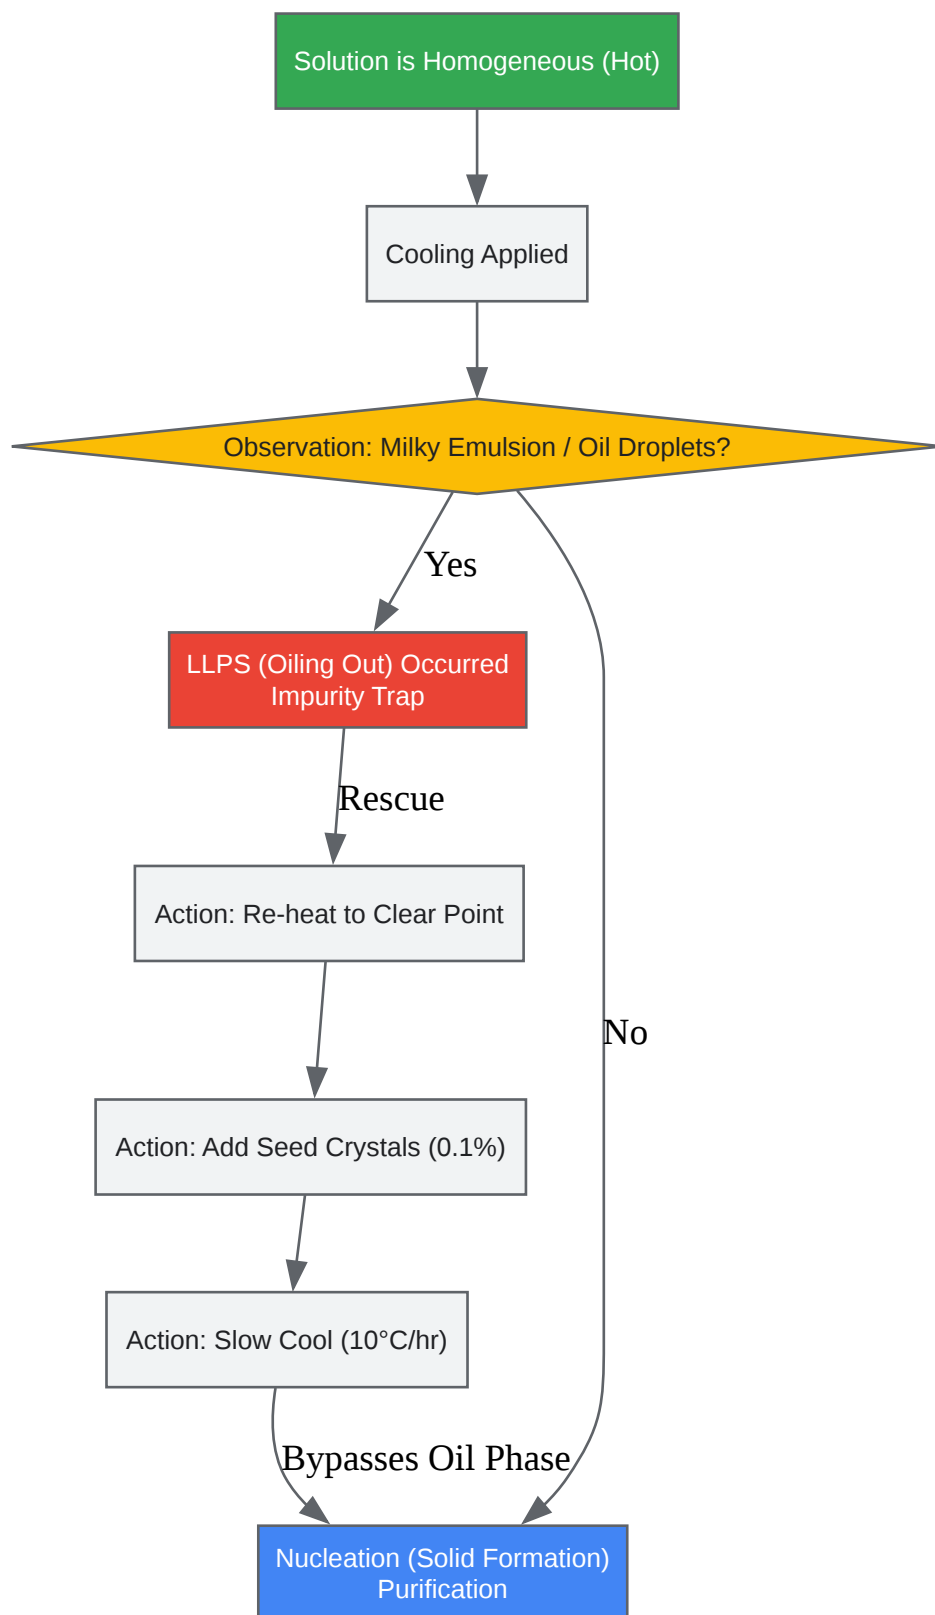 Solution is Homogeneous (Hot)
Cooling Applied
Observation: Milky Emulsion / Oil Droplets?
Yes
LLPS (Oiling Out) Occurred
Impurity Trap
Rescue
Action: Re-heat to Clear Point
No
Action: Add Seed Crystals (0.1%)
Action: Slow Cool (10°C/hr)
Bypasses Oil Phase
Nucleation (Solid Formation)
Purification